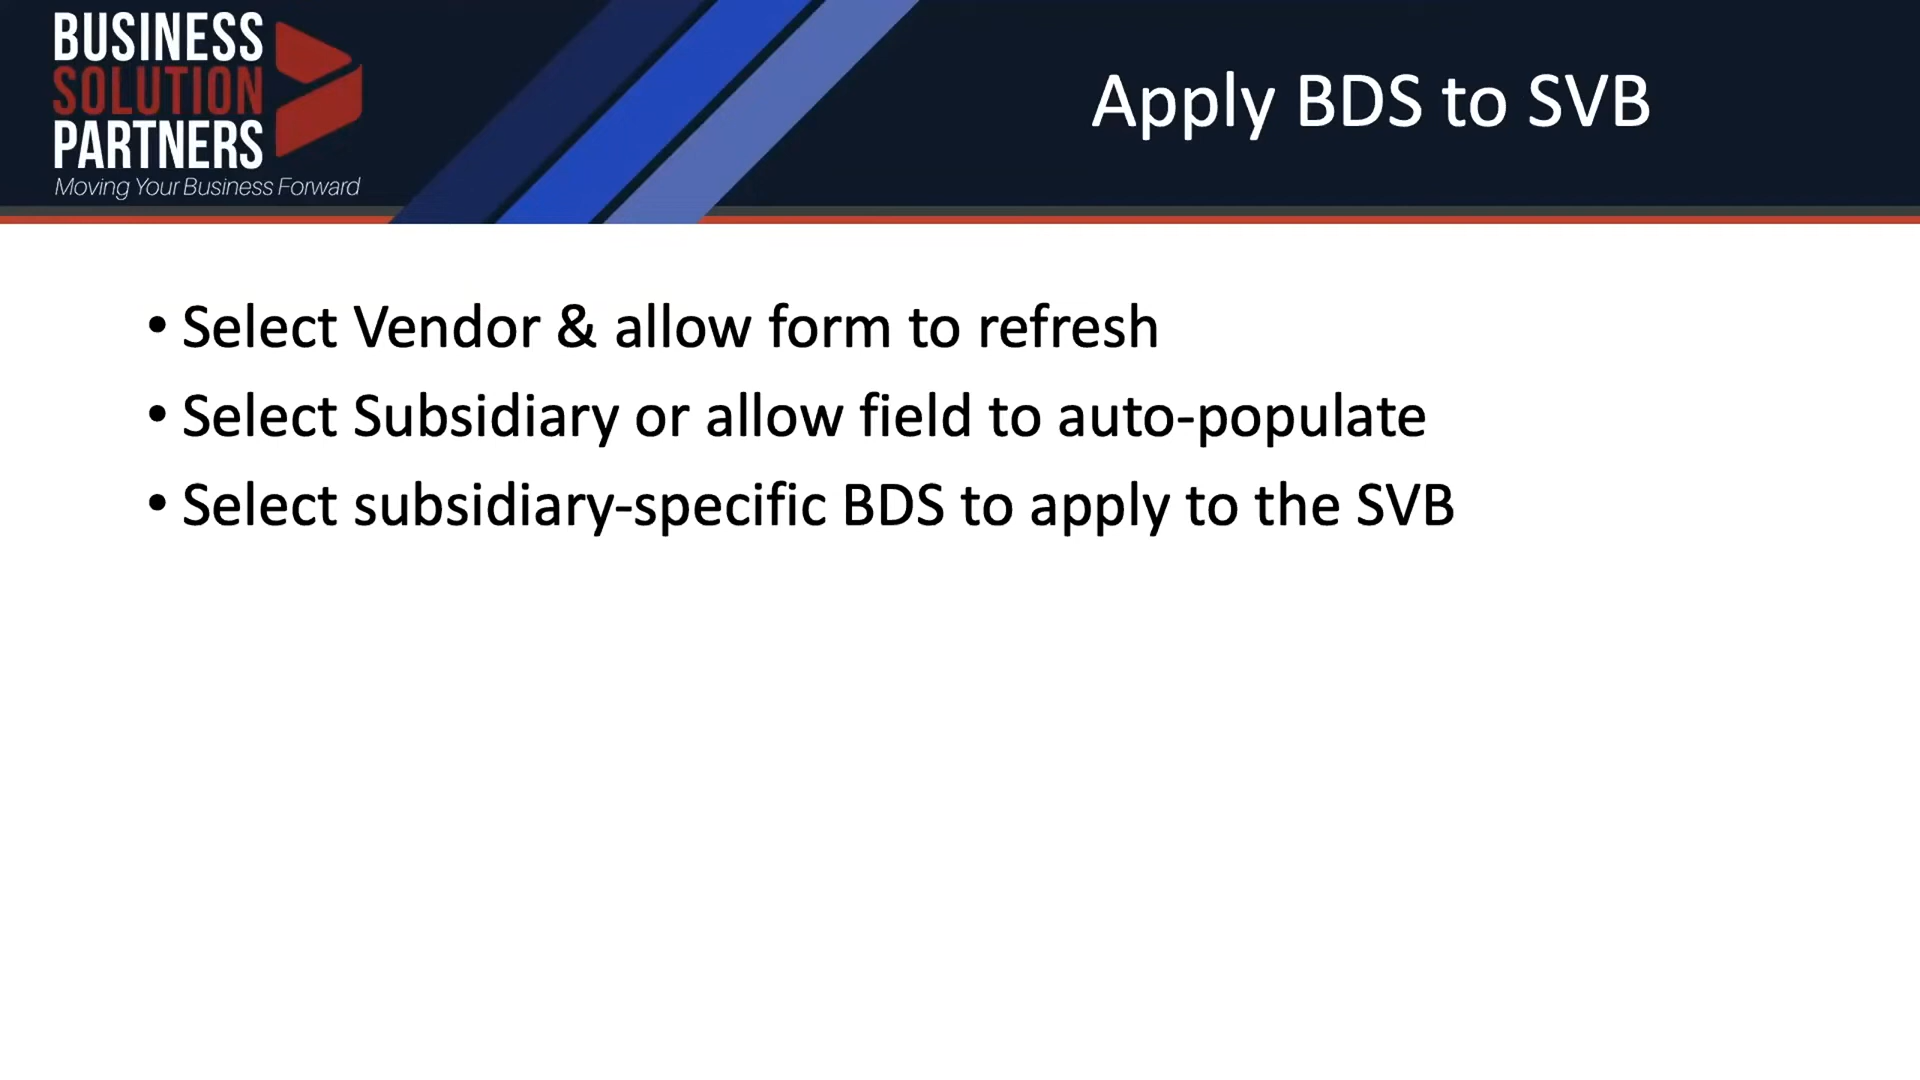 BUSINESS
SOLUTION
PARTNERS
Moving Your Business Forward
Apply BDS to SVB
• Select Vendor & allow form to refresh
• Select Subsidiary or allow field to auto-populate
• Select subsidiary-specific BDS to apply to the SVB